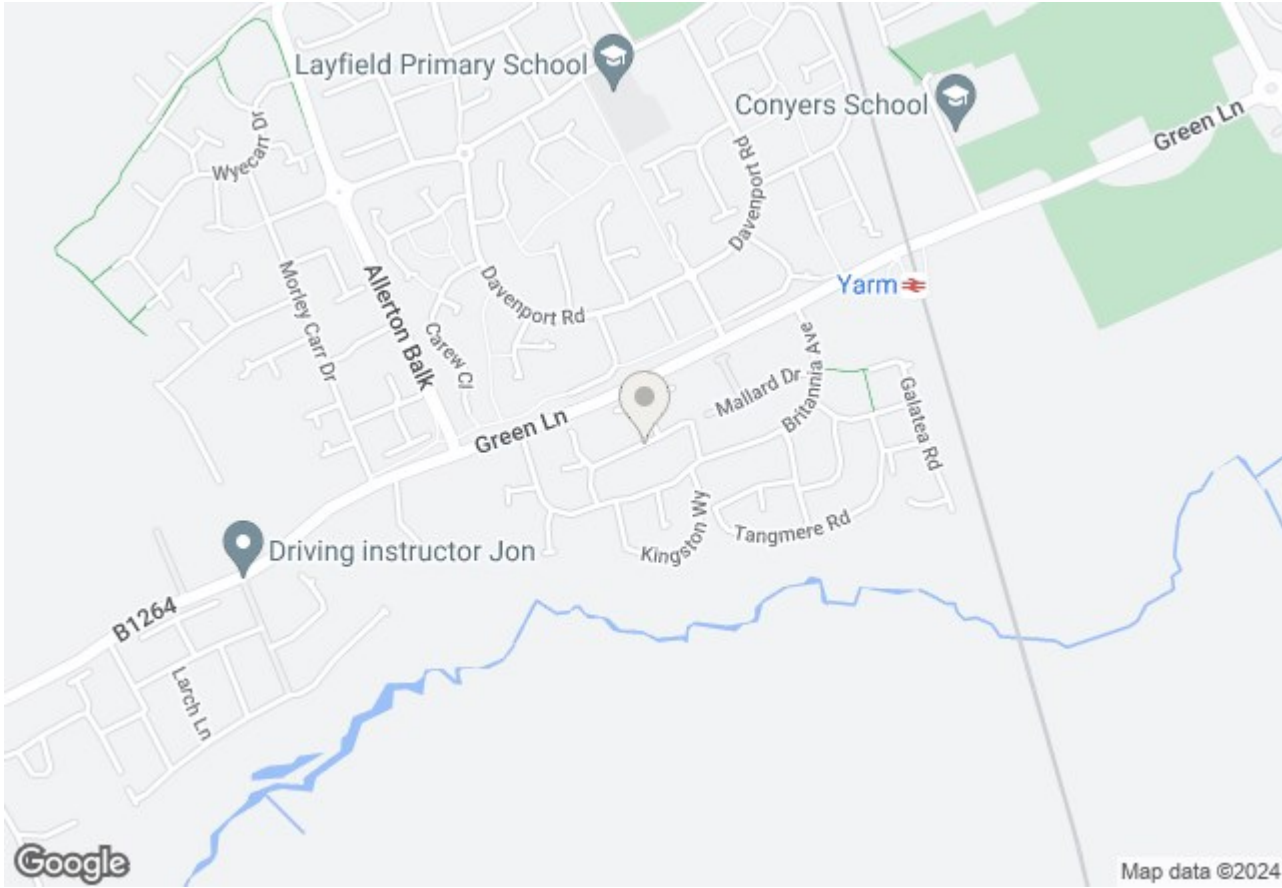 Layfield Primary School
Conyers School
Green Ln
Wyecarr Dr
Davenport Rd
Yarm
Morley Carr Dr
Allerton Balk
Davenport Rd
Carew Cl
Britannia Ave
Mallard Dr
Galatea Rd
Green Ln
Kingston Wy
Tangmere Rd
Driving instructor Jon
B1264
Larch Ln
Google
Map data ©2024